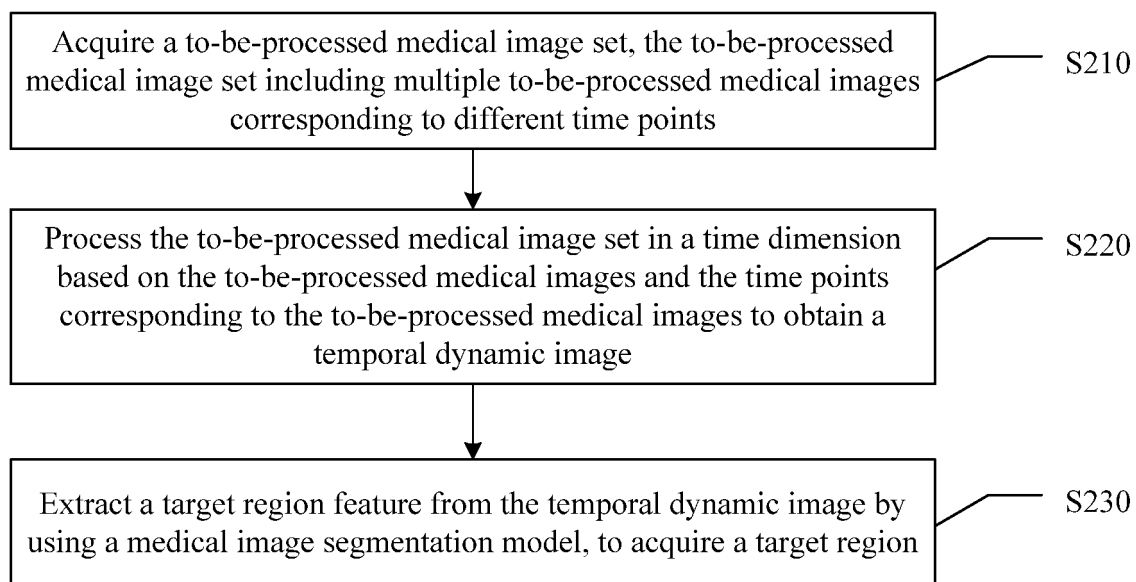 Acquire a to-be-processed medical image set, the to-be-processed
medical image set including multiple to-be-processed medical images
corresponding to different time points
S210
Process the to-be-processed medical image set in a time dimension
based on the to-be-processed medical images and the time points
corresponding to the to-be-processed medical images to obtain a
temporal dynamic image
S220
Extract a target region feature from the temporal dynamic image by
using a medical image segmentation model, to acquire a target region
S230